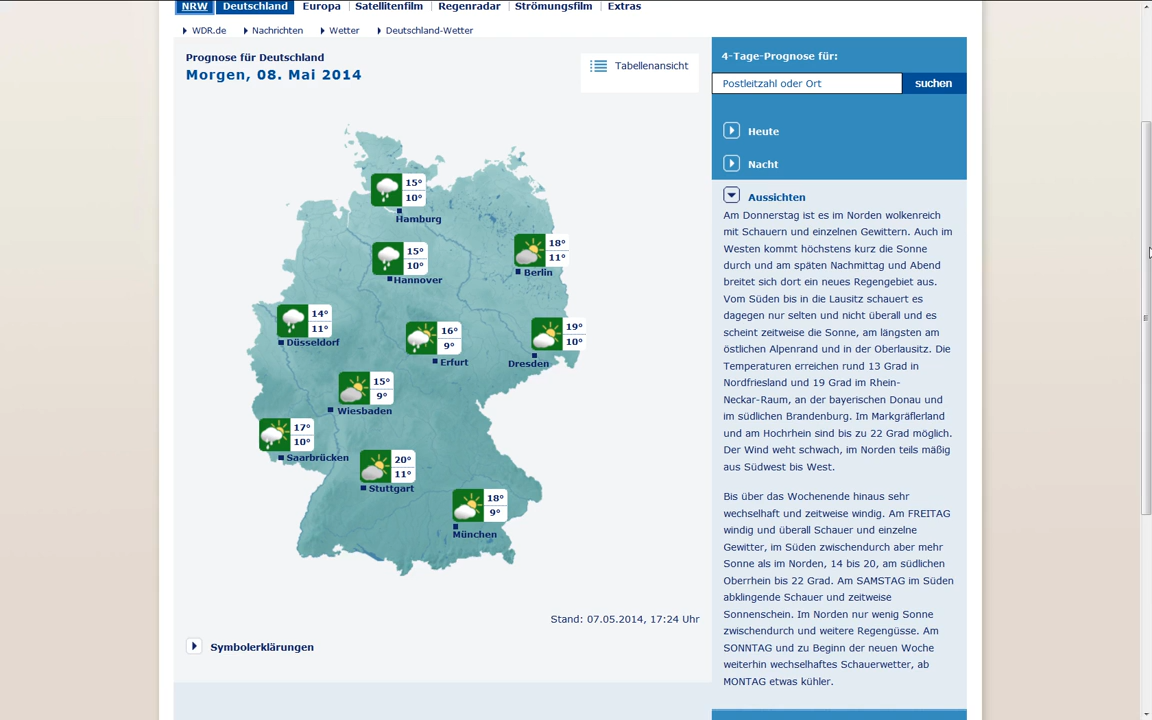 NRW Deutschland Europa Satellitenfilm Regenradar Strömungsfilm Extras
WDR.de Nachrichten Wetter Deutschland-Wetter
Prognose für Deutschland
Morgen, 08. Mai 2014
Tabellenansicht
15°
10°
Hamburg
15°
10°
Hannover
18°
11°
Berlin
14°
11°
Düsseldorf
16°
9°
Erfurt
19°
10°
Dresden
15°
9°
Wiesbaden
17°
10°
Saarbrücken
20°
11°
Stuttgart
18°
9°
München
Stand: 07.05.2014, 17:24 Uhr
Symbolerklärungen
4-Tage-Prognose für:
Postleitzahl oder Ort suchen
Heute
Nacht
Aussichten
Am Donnerstag ist es im Norden wolkenreich
mit Schauern und einzelnen Gewittern. Auch im
Westen kommt höchstens kurz die Sonne
durch und am späten Nachmittag und Abend
breitet sich dort ein neues Regengebiet aus.
Vom Süden bis in die Lausitz schauert es
dagegen nur selten und nicht überall und es
scheint zeitweise die Sonne, am längsten am
östlichen Alpenrand und in der Oberlausitz. Die
Temperaturen erreichen rund 13 Grad in
Nordfriesland und 19 Grad im Rhein-
Neckar-Raum, an der bayerischen Donau und
im südlichen Brandenburg. Im Markgräflerland
und am Hochrhein sind bis zu 22 Grad möglich.
Der Wind weht schwach, im Norden teils mäßig
aus Südwest bis West.
Bis über das Wochenende hinaus sehr
wechselhaft und zeitweise windig. Am FREITAG
windig und überall Schauer und einzelne
Gewitter, im Süden zwischendurch aber mehr
Sonne als im Norden, 14 bis 20, am südlichen
Oberrhein bis 22 Grad. Am SAMSTAG im Süden
abklingende Schauer und zeitweise
Sonnenschein. Im Norden nur wenig Sonne
zwischendurch und weitere Regengüsse. Am
SONNTAG und zu Beginn der neuen Woche
weiterhin wechselhaftes Schauerwetter, ab
MONTAG etwas kühler.